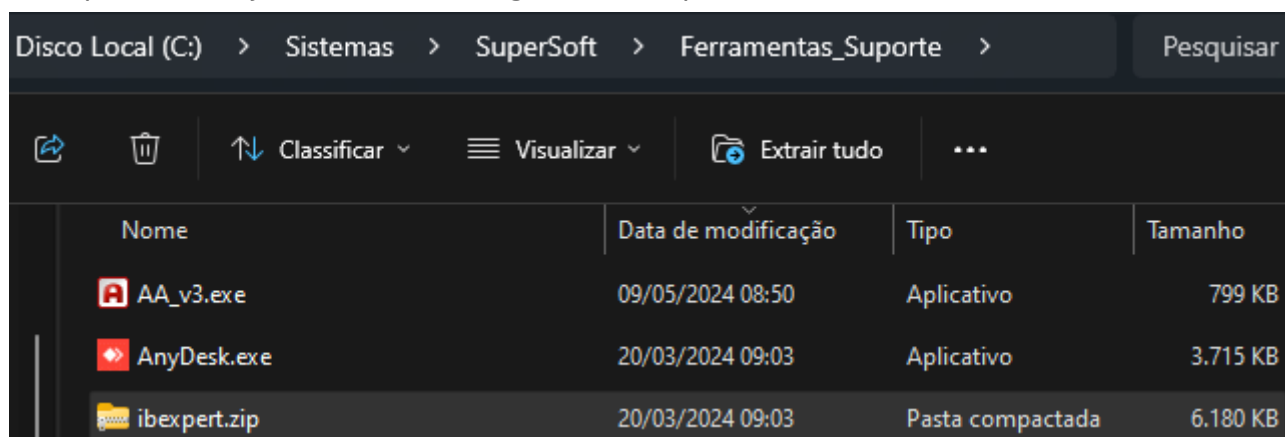 Disco Local (C:) > Sistemas > SuperSoft > Ferramentas_Suporte > Pesquisar
Classificar Visualizar Extrair tudo ...
Nome Data de modificação Tipo Tamanho
AA_v3.exe 09/05/2024 08:50 Aplicativo 799 KB
AnyDesk.exe 20/03/2024 09:03 Aplicativo 3.715 KB
ibexpert.zip 20/03/2024 09:03 Pasta compactada 6.180 KB